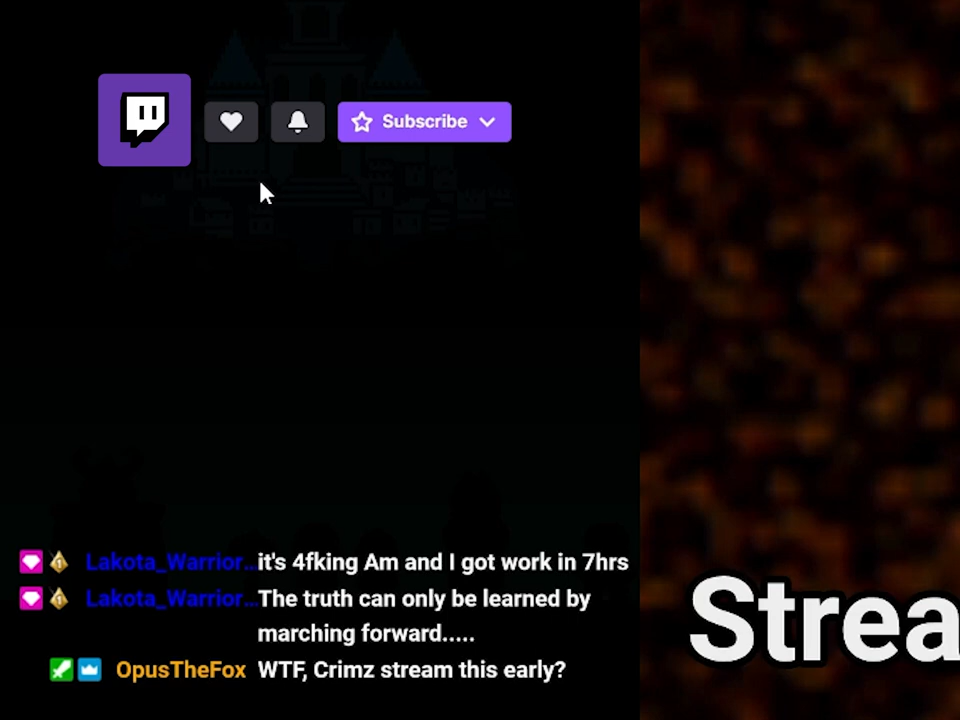 Subscribe
Lakota_Warrior...it's 4fking Am and I got work in 7hrs
Lakota_Warrior...The truth can only be learned by
marching forward.....
OpusTheFox WTF, Crimz stream this early?
Strea